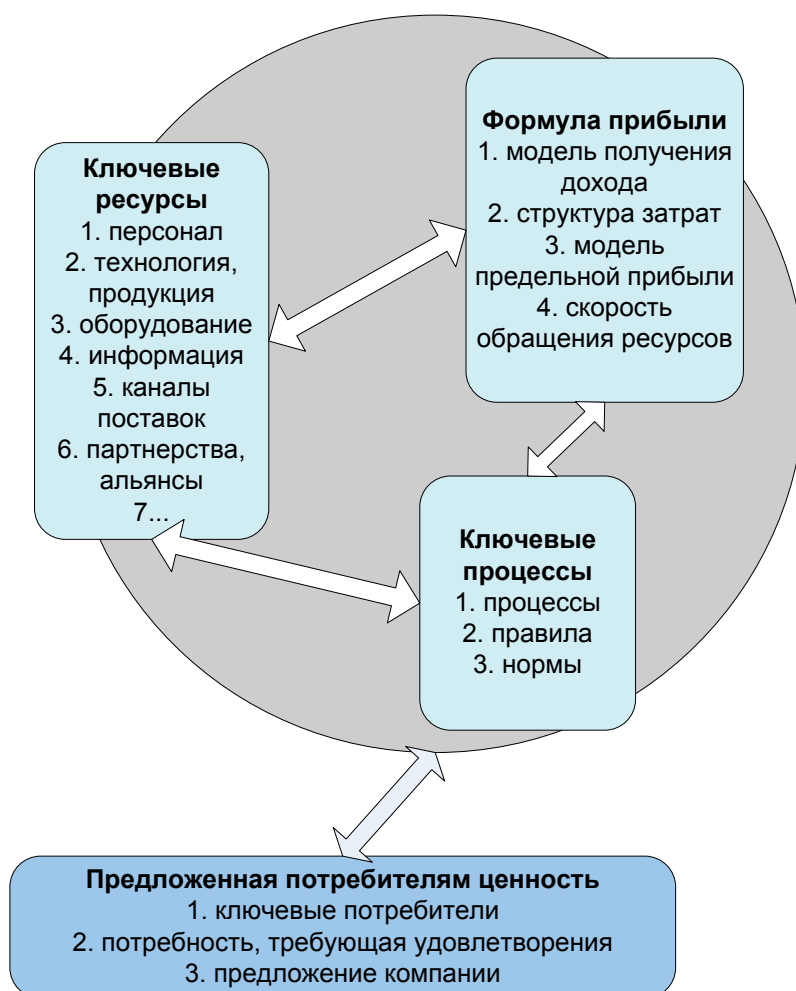 Формула прибыли
1. модель получения
дохода
2. структура затрат
3. модель
предельной прибыли
4. скорость
обращения ресурсов
Ключевые
ресурсы
1. персонал
2. технология,
продукция
3. оборудование
4. информация
5. каналы
поставок
6. партнерства,
альянсы
7...
Ключевые
процессы
1. процессы
2. правила
3. нормы
Предложенная потребителям ценность
1. ключевые потребители
2. потребность, требующая удовлетворения
3. предложение компании